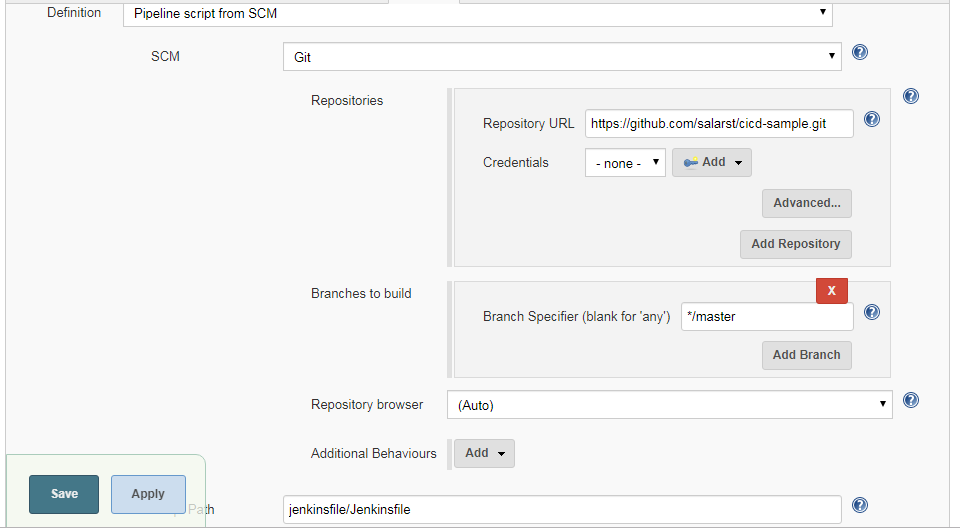 Definition Pipeline script from SCM
SCM Git
Repositories
Repository URL https://github.com/salarst/cicd-sample.git
Credentials - none - Add
Advanced...
Add Repository
X
Branches to build
Branch Specifier (blank for 'any') */master
Add Branch
Repository browser (Auto)
Additional Behaviours Add
Save Apply
Path jenkinsfile/Jenkinsfile